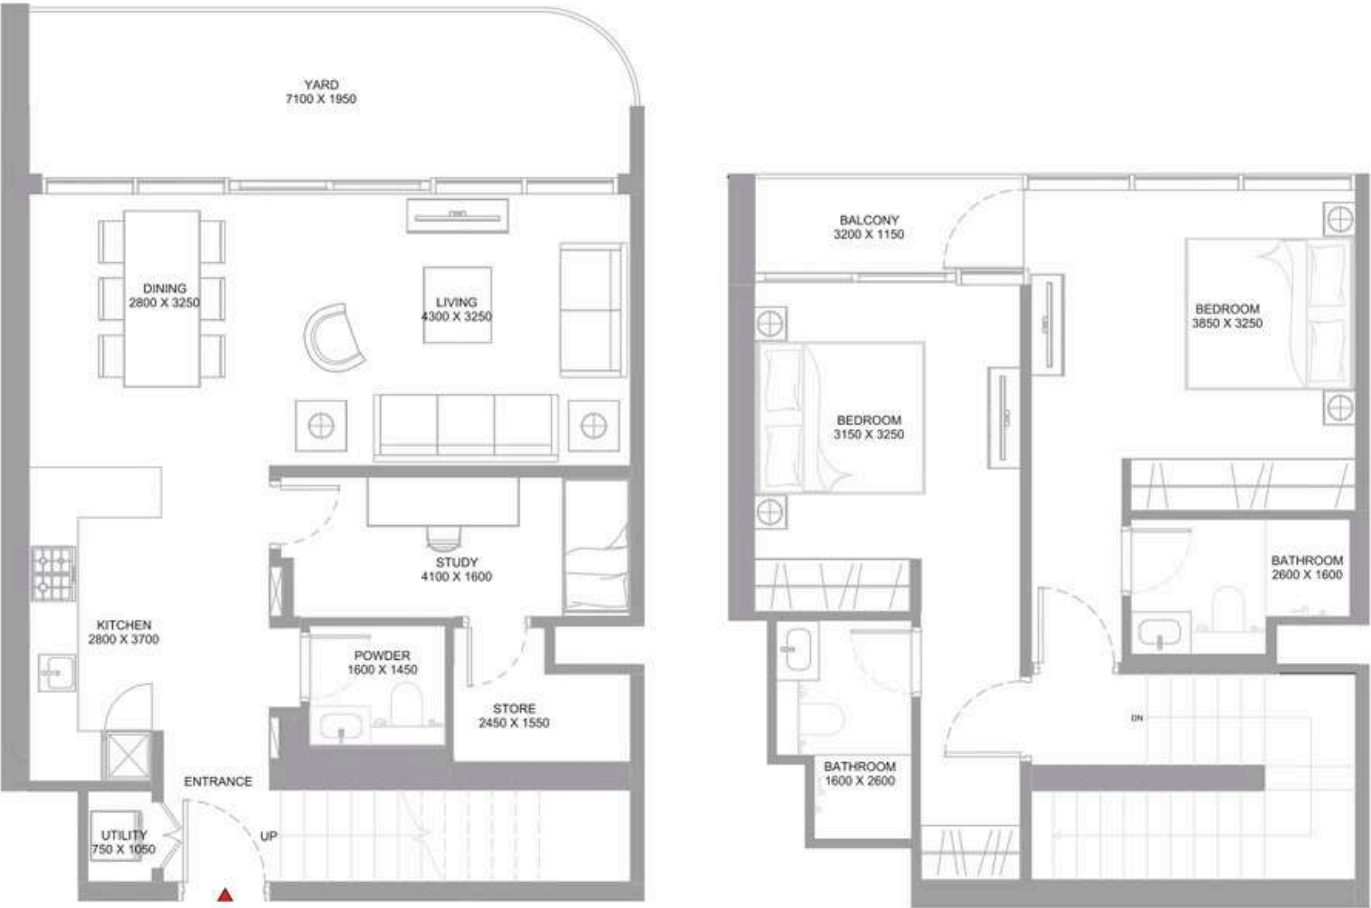 YARD
7100 X 1950
DINING
2800 X 3250
LIVING
4300 X 3250
STUDY
4100 X 1600
KITCHEN
2800 X 3700
POWDER
1600 X 1450
STORE
2450 X 1550
ENTRANCE
UTILITY
750 X 1050
UP
BALCONY
3200 X 1150
BEDROOM
3850 X 3250
BEDROOM
3150 X 3250
BATHROOM
2600 X 1600
DN
BATHROOM
1600 X 2600